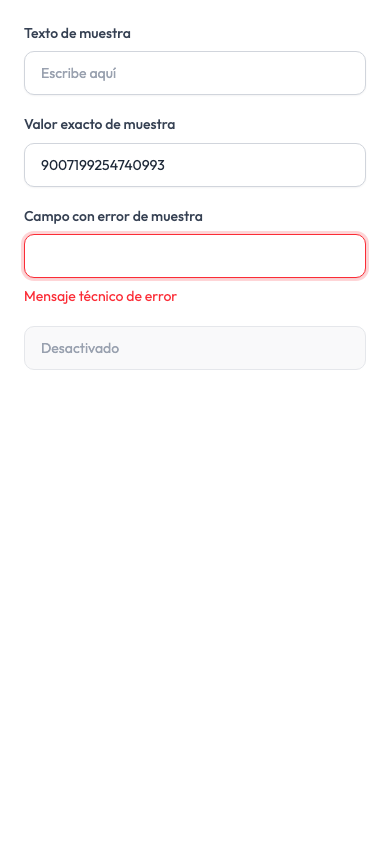 Texto de muestra
Escribe aquí
Valor exacto de muestra
9007199254740993
Campo con error de muestra
Mensaje técnico de error
Desactivado